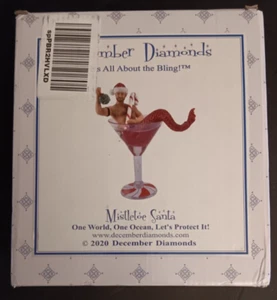 cember Diamonds
s All About the Bling!™
spPBR2HVLXD
Mistletoe Santa
One World, One Ocean, Let's Protect It!
www.decemberdiamonds.com
© 2020 December Diamonds